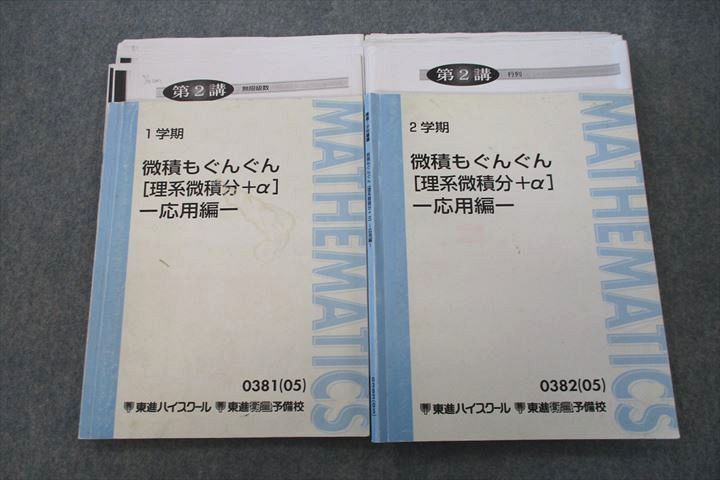 第2講
無限級数
1学期
微積もぐんぐん
[理系微積分+α]
―応用編―
MATHEMATICS
0381(05)
東進ハイスクール 東進衛星予備校
第2講
行列
2学期
微積もぐんぐん
[理系微積分+α]
―応用編―
MATHEMATICS
0382(05)
東進ハイスクール 東進衛星予備校